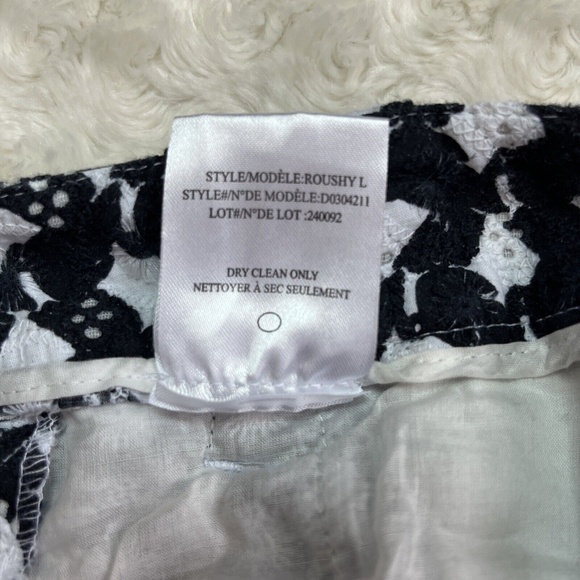 STYLE/MODÈLE:ROUSHY L
STYLE#/N°DE MODÈLE:D0304211
LOT#/N°DE LOT :240092
DRY CLEAN ONLY
NETTOYER À SEC SEULEMENT